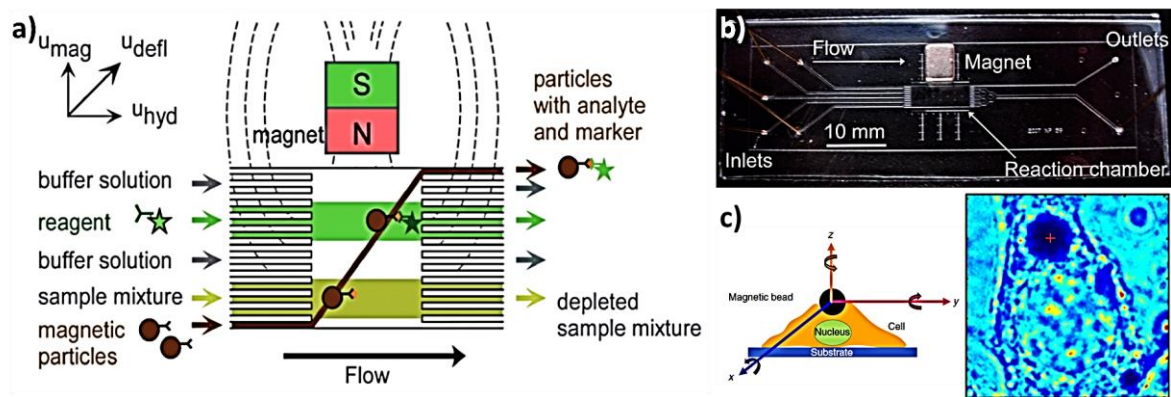 a)
u_mag
u_defl
u_hyd
S
N
magnet
particles
with analyte
and marker
buffer solution
reagent
buffer solution
sample mixture
magnetic
particles
depleted
sample mixture
Flow
b)
Flow
Magnet
Outlets
10 mm
Inlets
Reaction chamber
c)
z
Magnetic bead
y
Nucleus
Cell
Substrate
x